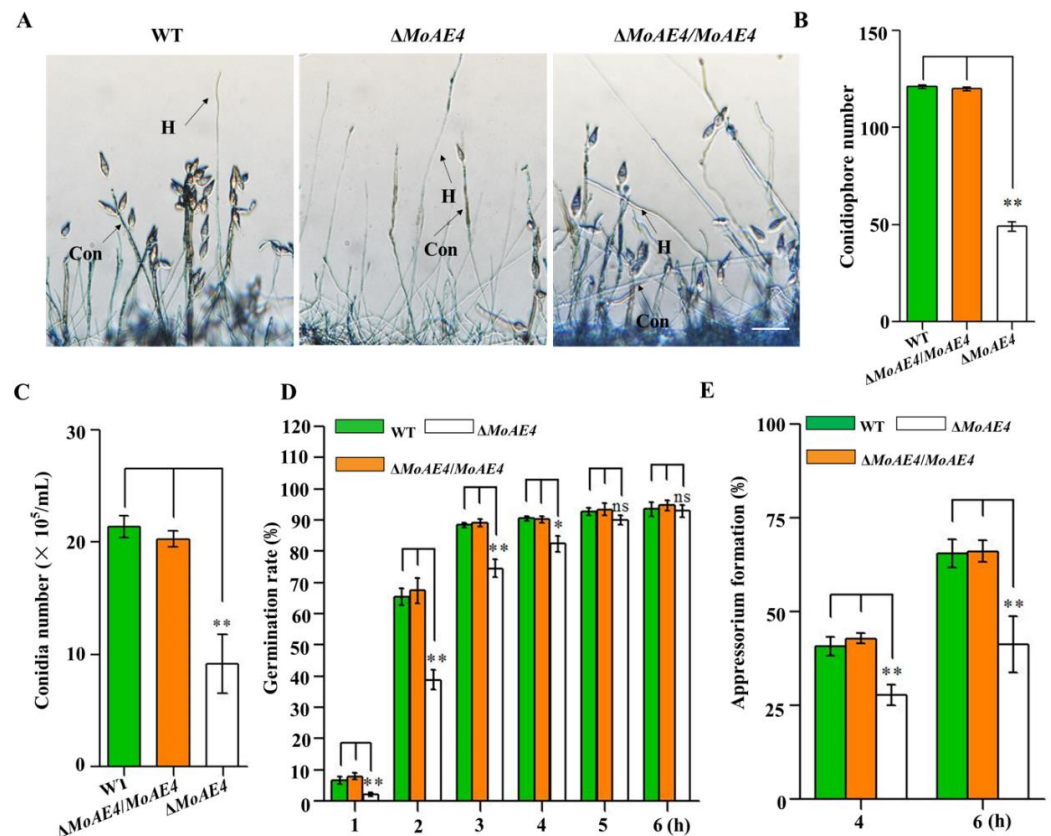 A
WT
ΔMoAE4
ΔMoAE4/MoAE4
H
Con
H
Con
H
Con
B
Conidiophore number
150
100
50
0
**
WT
ΔMoAE4/MoAE4
ΔMoAE4
C
Conidia number (× 10⁵/mL)
30
20
10
0
**
WT
ΔMoAE4/MoAE4
ΔMoAE4
D
WT ΔMoAE4
ΔMoAE4/MoAE4
Germination rate (%)
120
110
100
90
80
70
60
50
40
30
20
10
0
** ** ** * ns ns
1 2 3 4 5 6 (h)
E
WT ΔMoAE4
ΔMoAE4/MoAE4
Appressorium formation (%)
100
75
50
25
0
** **
4 6 (h)